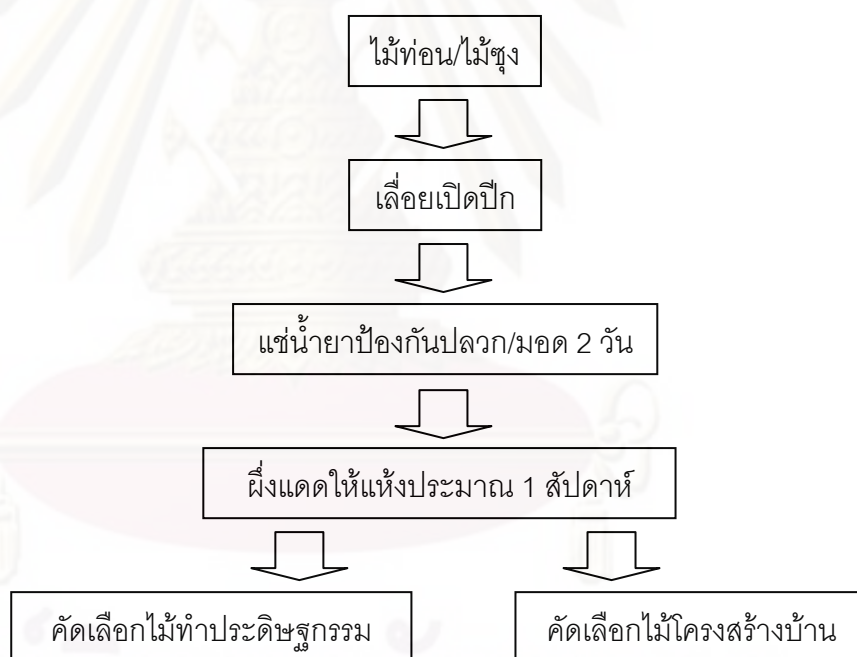 ไม้ท่อน/ไม้ซุง
เลื่อยเปิดปีก
แช่น้ำยาป้องกันปลวก/มอด 2 วัน
ผึ่งแดดให้แห้งประมาณ 1 สัปดาห์
คัดเลือกไม้ทำประดิษฐกรรม
คัดเลือกไม้โครงสร้างบ้าน